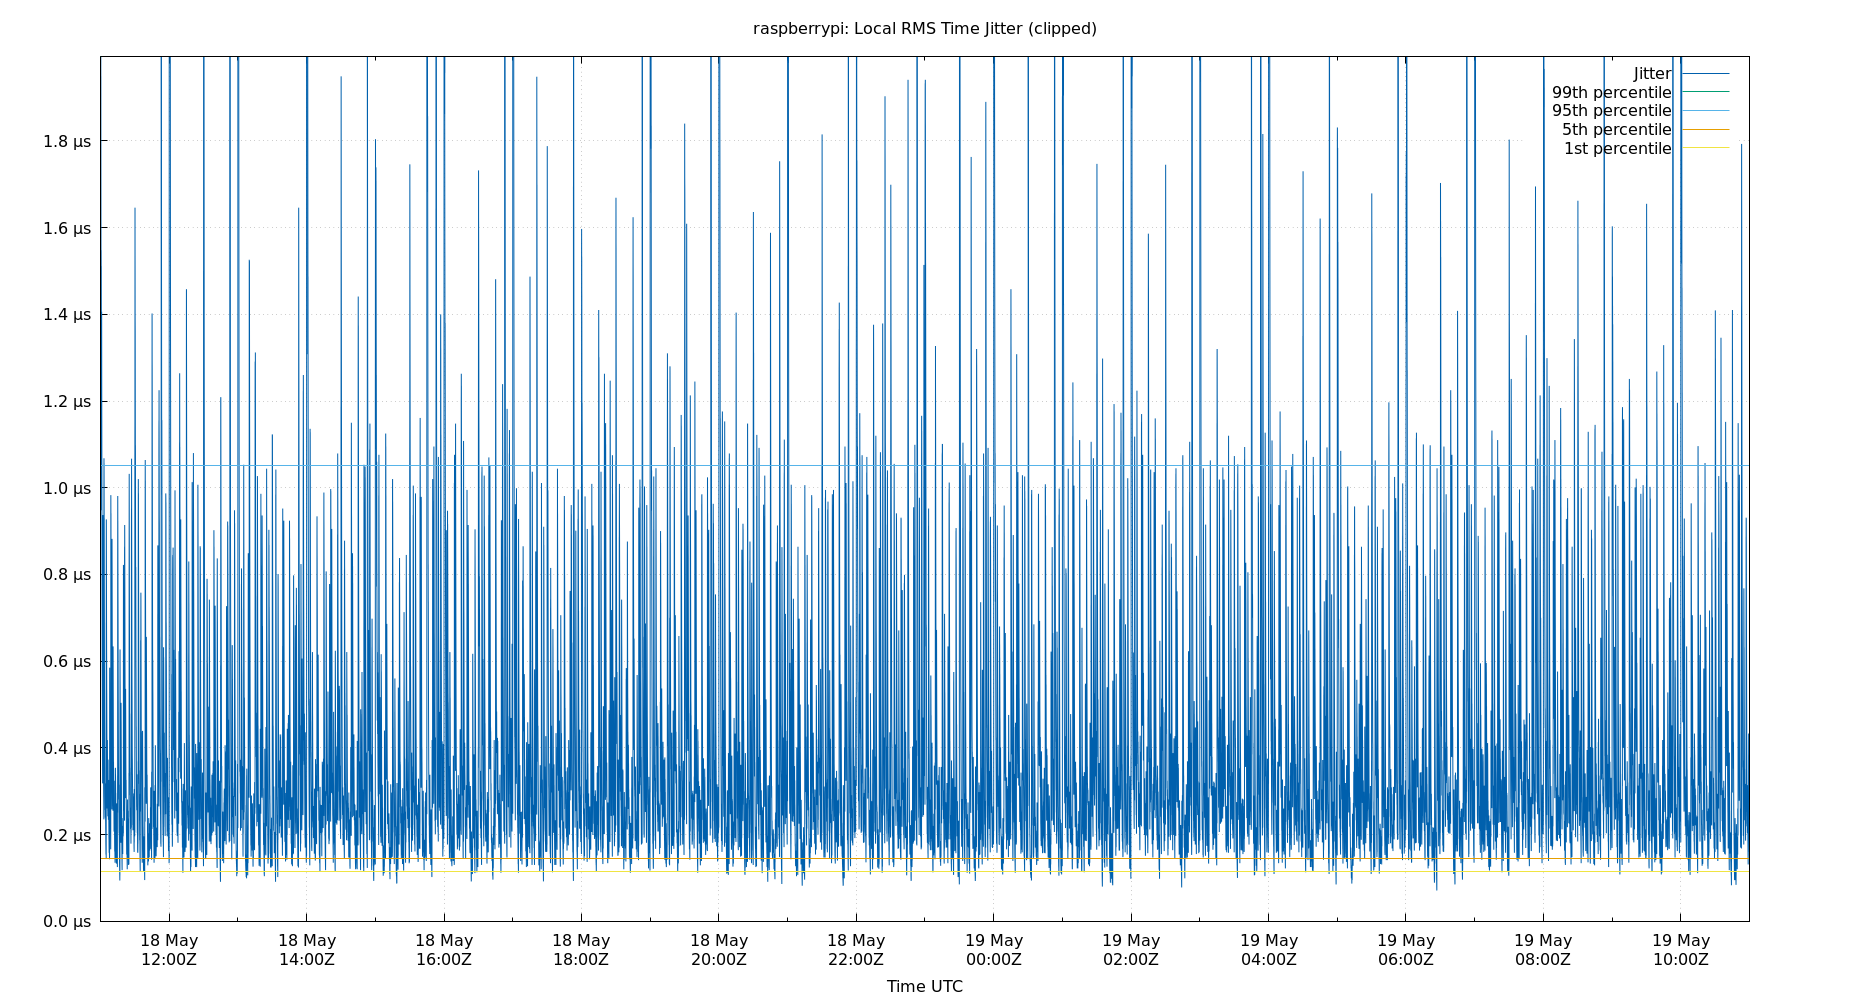 raspberrypi: Local RMS Time Jitter (clipped)
Jitter
99th percentile
95th percentile
5th percentile
1st percentile
1.8 µs
1.6 µs
1.4 µs
1.2 µs
1.0 µs
0.8 µs
0.6 µs
0.4 µs
0.2 µs
0.0 µs
18 May 18 May 18 May 18 May 18 May 18 May 19 May 19 May 19 May 19 May 19 May 19 May
12:00Z 14:00Z 16:00Z 18:00Z 20:00Z 22:00Z 00:00Z 02:00Z 04:00Z 06:00Z 08:00Z 10:00Z
Time UTC